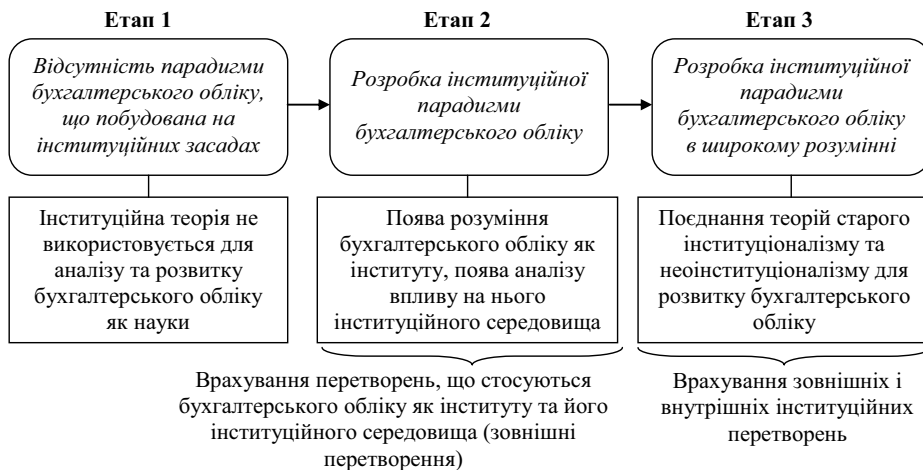 Етап 1
Відсутність парадигми
бухгалтерського обліку,
що побудована на
інституційних засадах
Інституційна теорія не
використовується для
аналізу та розвитку
бухгалтерського обліку
як науки
Етап 2
Розробка інституційної
парадигми
бухгалтерського обліку
Поява розуміння
бухгалтерського обліку як
інституту, поява аналізу
впливу на нього
інституційного середовища
Врахування перетворень, що стосуються
бухгалтерського обліку як інституту та його
інституційного середовища (зовнішні
перетворення)
Етап 3
Розробка інституційної
парадигми
бухгалтерського обліку
в широкому розумінні
Поєднання теорій старого
інституціоналізму та
неоінституціоналізму для
розвитку бухгалтерського
обліку
Врахування зовнішніх і
внутрішніх інституційних
перетворень